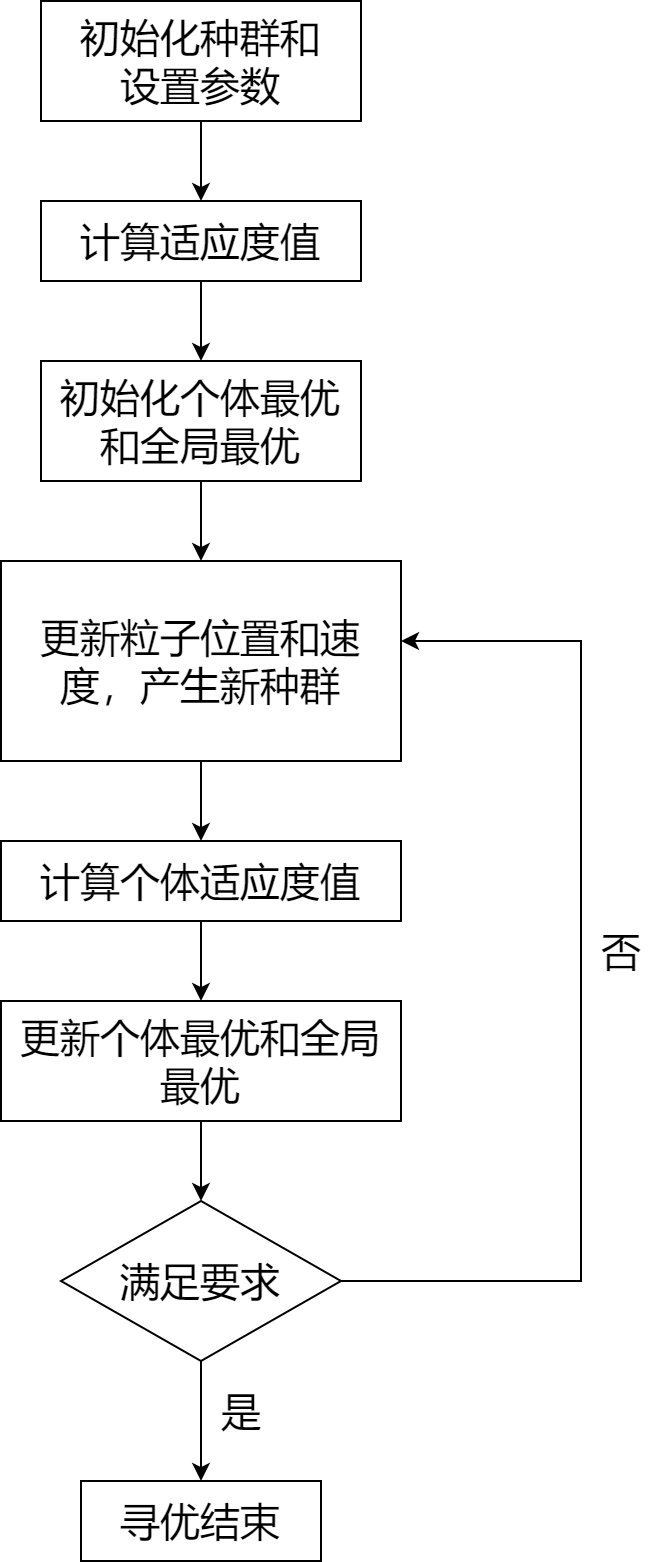 初始化种群和
设置参数
计算适应度值
初始化个体最优
和全局最优
更新粒子位置和速
度，产生新种群
计算个体适应度值
否
更新个体最优和全局
最优
满足要求
是
寻优结束